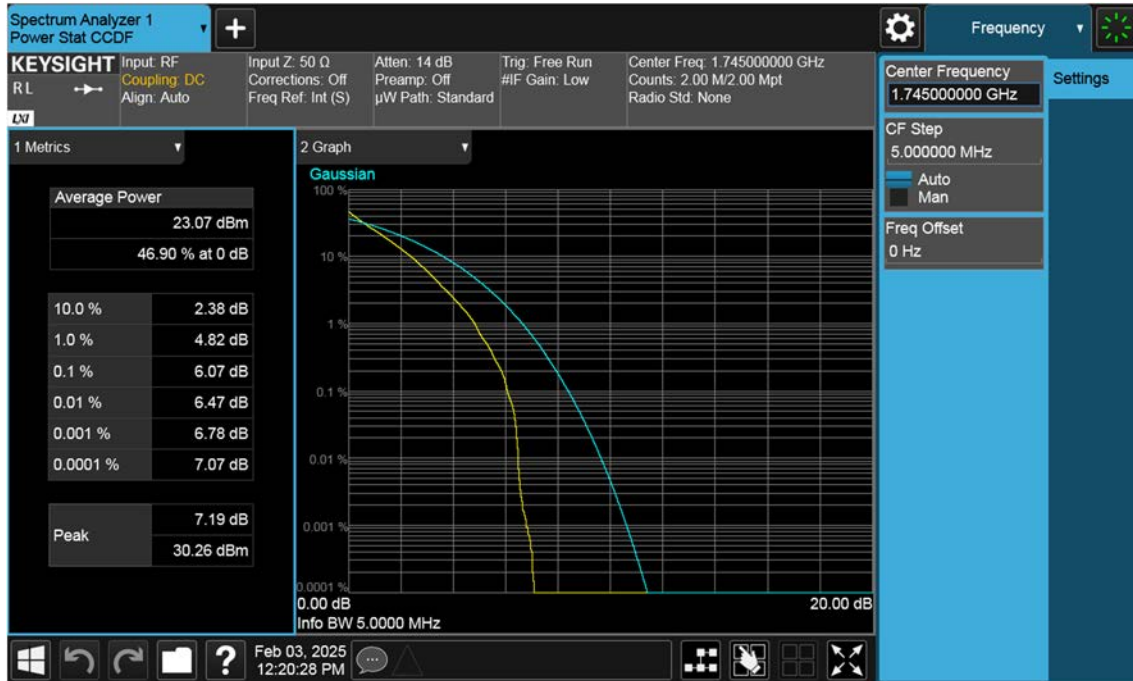 Spectrum Analyzer 1
Power Stat CCDF
Frequency
KEYSIGHT
RL
LXI
Input: RF
Coupling: DC
Align: Auto
Input Z: 50 Ω
Corrections: Off
Freq Ref: Int (S)
Atten: 14 dB
Preamp: Off
µW Path: Standard
Trig: Free Run
#IF Gain: Low
Center Freq: 1.745000000 GHz
Counts: 2.00 M/2.00 Mpt
Radio Std: None
Center Frequency
1.745000000 GHz
Settings
CF Step
5.000000 MHz
Auto
Man
Freq Offset
0 Hz
1 Metrics
Average Power
23.07 dBm
46.90 % at 0 dB
10.0 % 2.38 dB
1.0 % 4.82 dB
0.1 % 6.07 dB
0.01 % 6.47 dB
0.001 % 6.78 dB
0.0001 % 7.07 dB
Peak 7.19 dB
30.26 dBm
2 Graph
Gaussian
100 %
10 %
1 %
0.1 %
0.01 %
0.001 %
0.0001 %
0.00 dB 20.00 dB
Info BW 5.0000 MHz
Feb 03, 2025
12:20:28 PM